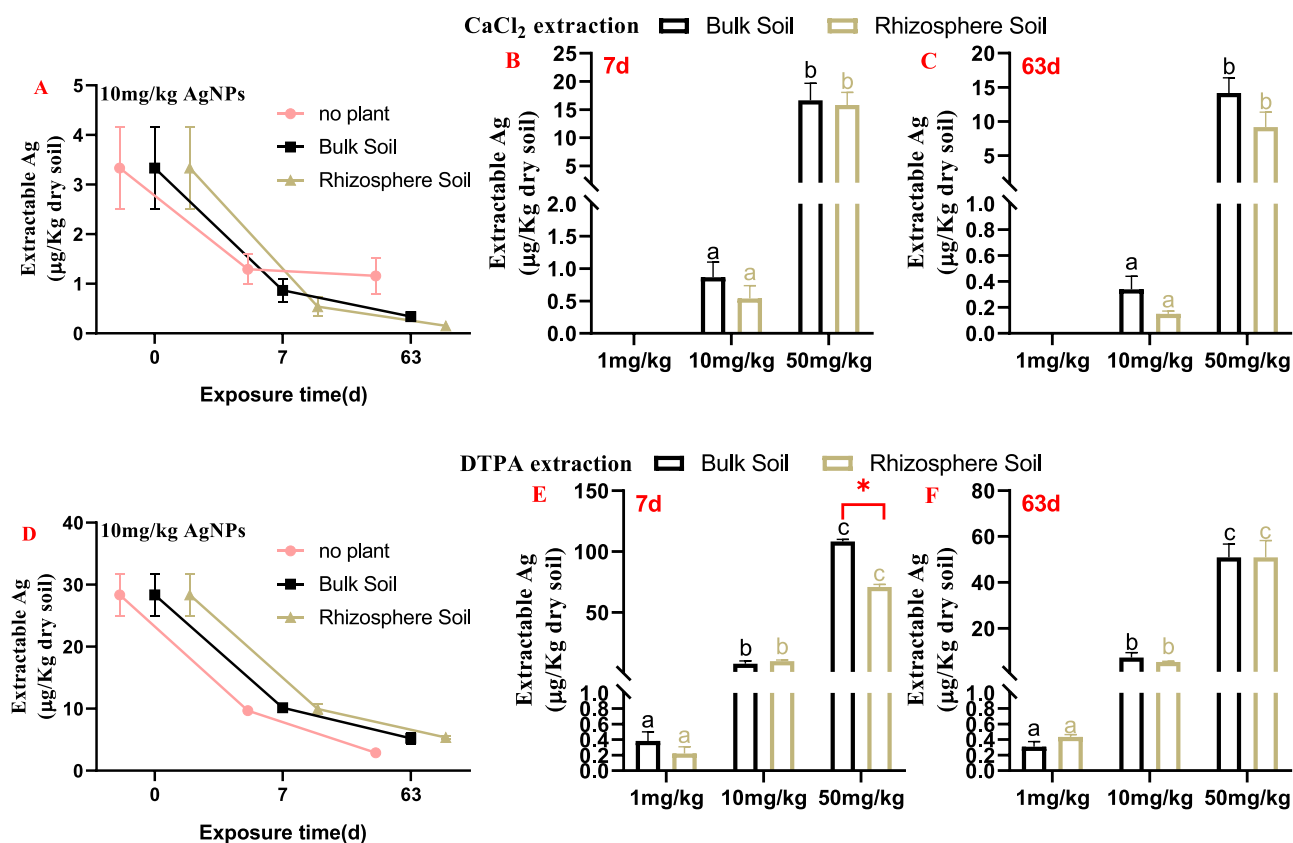 CaCl₂ extraction Bulk Soil Rhizosphere Soil
A
10mg/kg AgNPs
no plant
Bulk Soil
Rhizosphere Soil
Extractable Ag
(μg/Kg dry soil)
5
4
3
2
1
0
0 7 63
Exposure time(d)
B
7d
Extractable Ag
(μg/Kg dry soil)
25
20
15
10
5
2.0
1.5
1.0
0.5
0.0
a a b b
1mg/kg 10mg/kg 50mg/kg
C
63d
Extractable Ag
(μg/Kg dry soil)
20
15
10
5
1.0
0.8
0.6
0.4
0.2
0.0
a a b b
1mg/kg 10mg/kg 50mg/kg
DTPA extraction Bulk Soil Rhizosphere Soil
D
10mg/kg AgNPs
no plant
Bulk Soil
Rhizosphere Soil
Extractable Ag
(μg/Kg dry soil)
40
30
20
10
0
0 7 63
Exposure time(d)
E
7d
Extractable Ag
(μg/Kg dry soil)
150
100
50
1.0
0.8
0.6
0.4
0.2
0.0
*
a a b b c c
1mg/kg 10mg/kg 50mg/kg
F
63d
Extractable Ag
(μg/Kg dry soil)
80
60
40
20
1.0
0.8
0.6
0.4
0.2
0.0
a a b b c c
1mg/kg 10mg/kg 50mg/kg